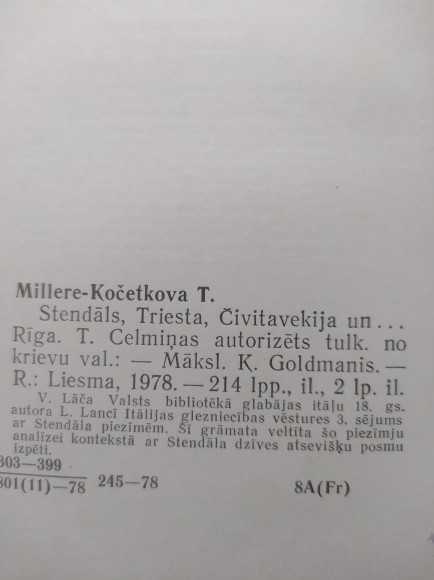 Millere-Kočetkova T.
Stendāls, Triesta, Čivitavekija un...
Rīga. T. Celmiņas autorizēts tulk. no
krievu val.: — Māksl. K. Goldmanis. —
R.: Liesma, 1978. — 214 lpp., il., 2 lp. il.
V. Lāča Valsts bibliotēkā glabājas itāļu 18. gs.
autora L. Lancī Itālijas glezniecības vēstures 3. sējums
ar Stendāla piezīmēm. Šī grāmata veltīta šo piezīmju
analīzei kontekstā ar Stendāla dzīves atsevišķu posmu
izpēti.
803—399
801(11)—78 245—78 8A(Fr)